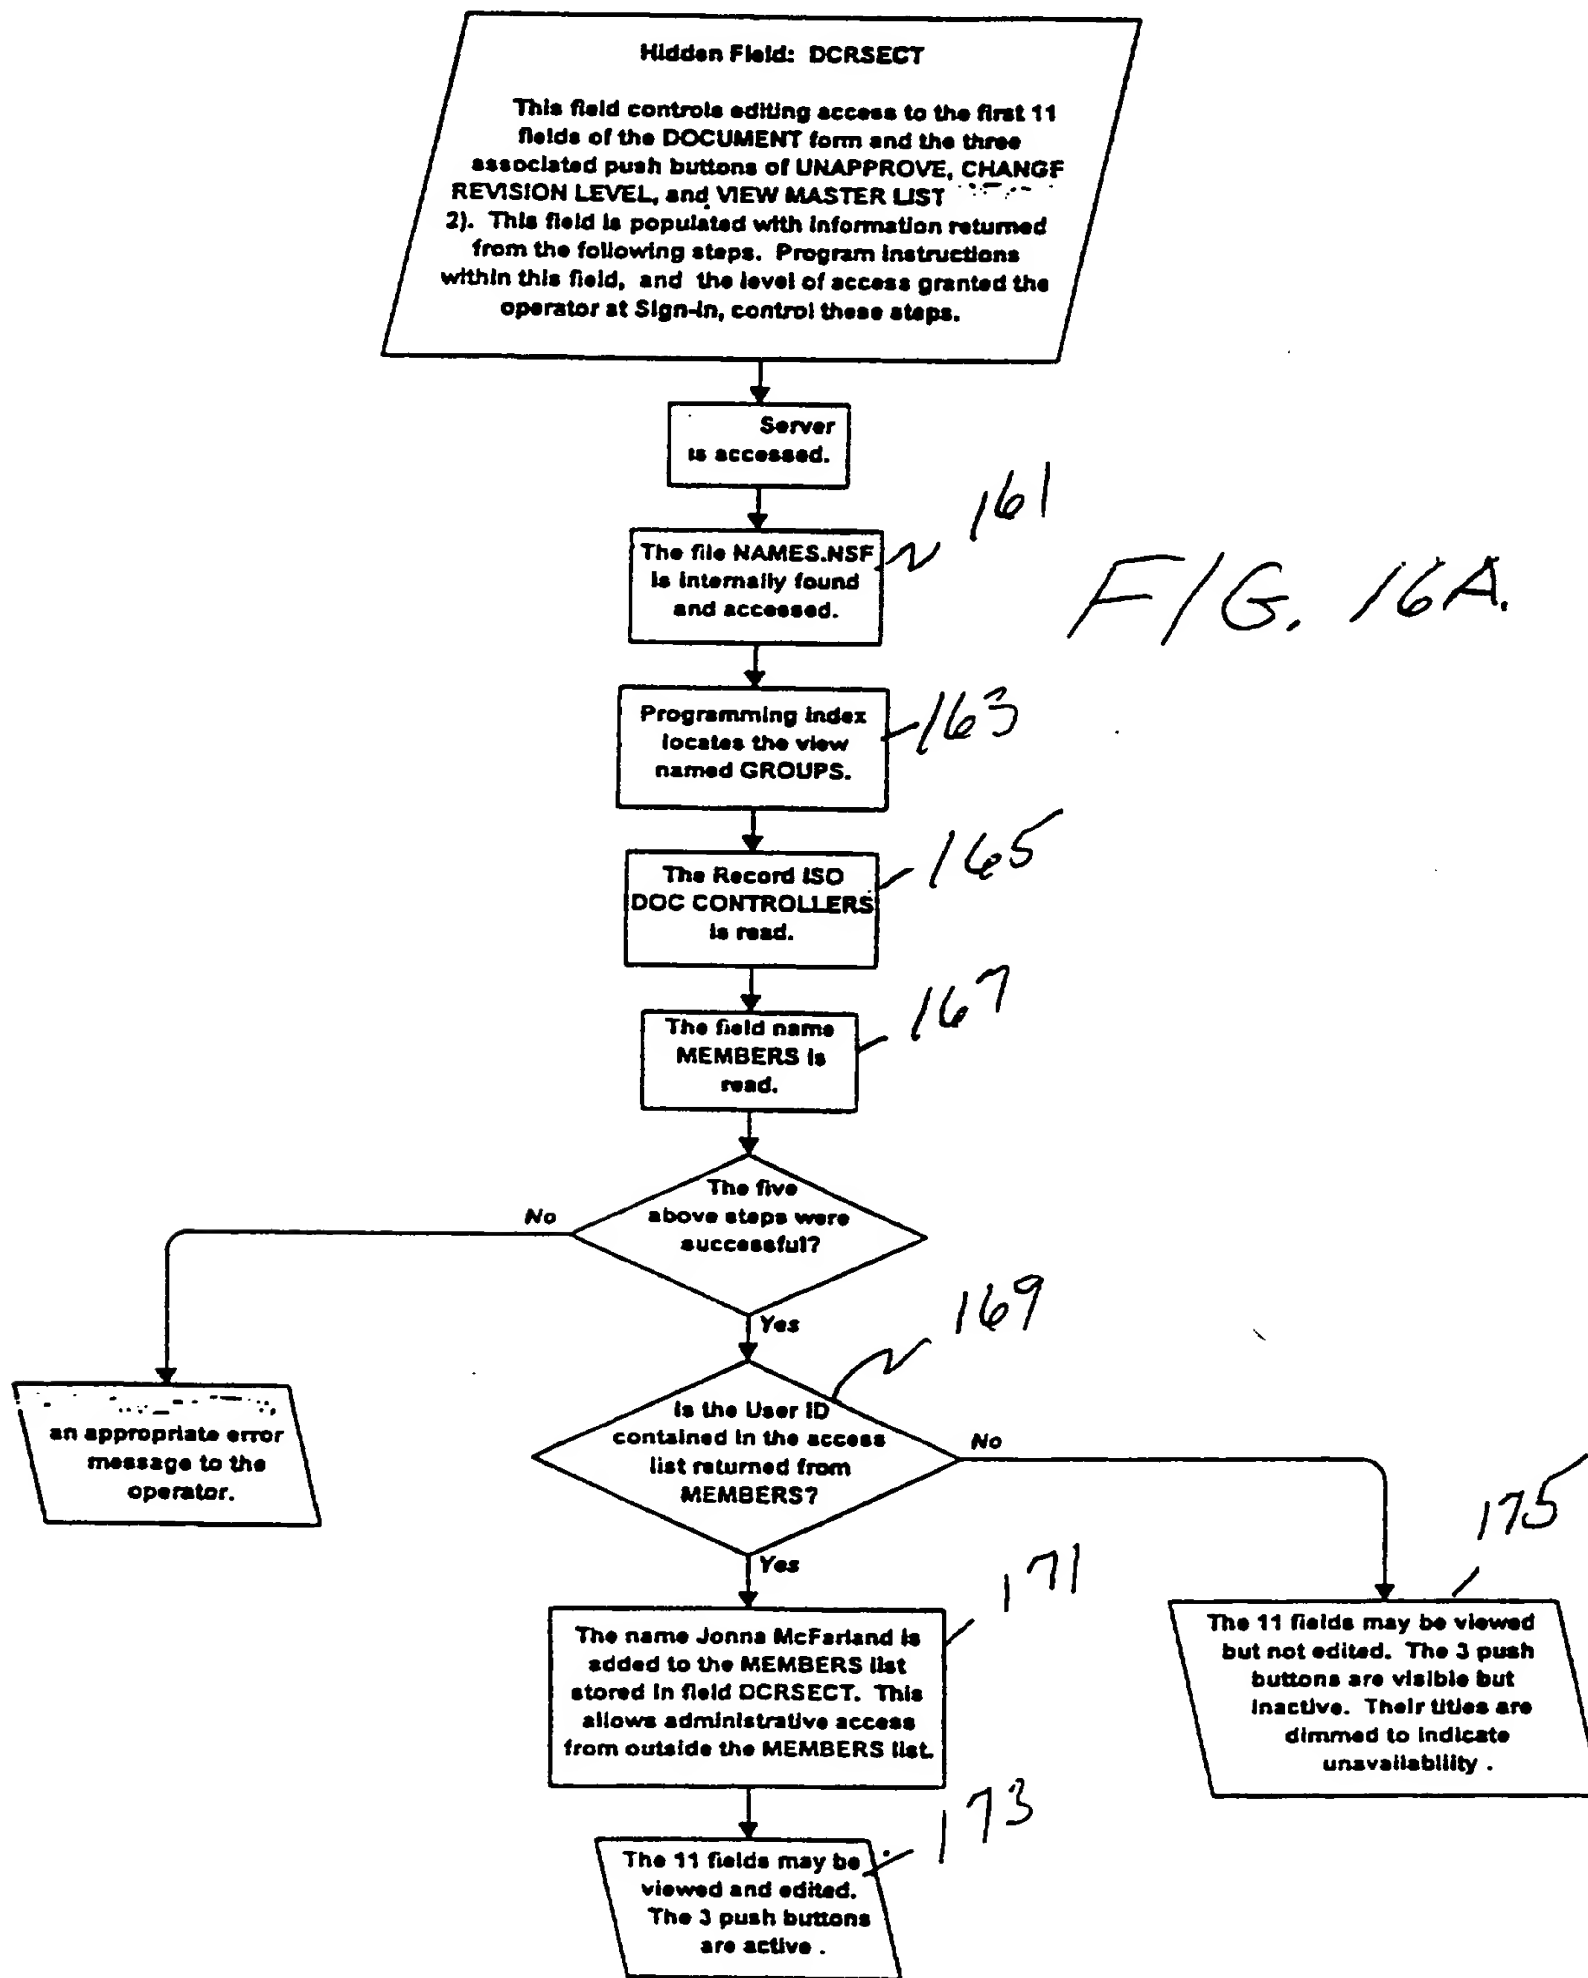 Hidden Field: DCRSECT
This field controls editing access to the first 11
fields of the DOCUMENT form and the three
associated push buttons of UNAPPROVE, CHANGE
REVISION LEVEL, and VIEW MASTER LIST
2). This field is populated with information returned
from the following steps. Program instructions
within this field, and the level of access granted the
operator at Sign-in, control these steps.
Server
is accessed.
161
The file NAMES.NSF
is internally found
and accessed.
FIG. 16A.
163
Programming index
locates the view
named GROUPS.
165
The Record ISO
DOC CONTROLLERS
is read.
167
The field name
MEMBERS is
read.
The five
above steps were
successful?
No
Yes
169
an appropriate error
message to the
operator.
Is the User ID
contained in the access
list returned from
MEMBERS?
No
Yes
175
171
The name Jonna McFarland is
added to the MEMBERS list
stored in field DCRSECT. This
allows administrative access
from outside the MEMBERS list.
The 11 fields may be viewed
but not edited. The 3 push
buttons are visible but
inactive. Their titles are
dimmed to indicate
unavailability .
173
The 11 fields may be
viewed and edited.
The 3 push buttons
are active .